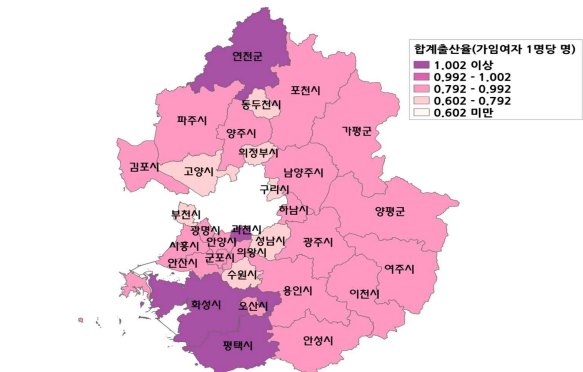 합계출산율(가임여자 1명당 명)
1.002 이상
0.992 - 1.002
0.792 - 0.992
0.602 - 0.792
0.602 미만
연천군
포천시
동두천시
파주시
양주시
가평군
의정부시
김포시
고양시
남양주시
구리시
하남시
양평군
부천시
광명시
과천시
시흥시
안양시
성남시
광주시
의왕시
군포시
안산시
여주시
수원시
용인시
이천시
화성시
오산시
평택시
안성시